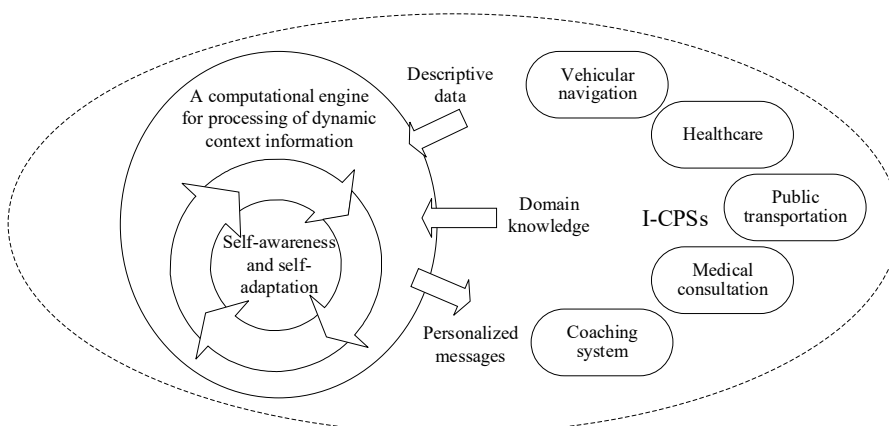 A computational engine
for processing of dynamic
context information
Self-awareness
and self-
adaptation
Descriptive
data
Domain
knowledge
Personalized
messages
I-CPSs
Vehicular
navigation
Healthcare
Public
transportation
Medical
consultation
Coaching
system